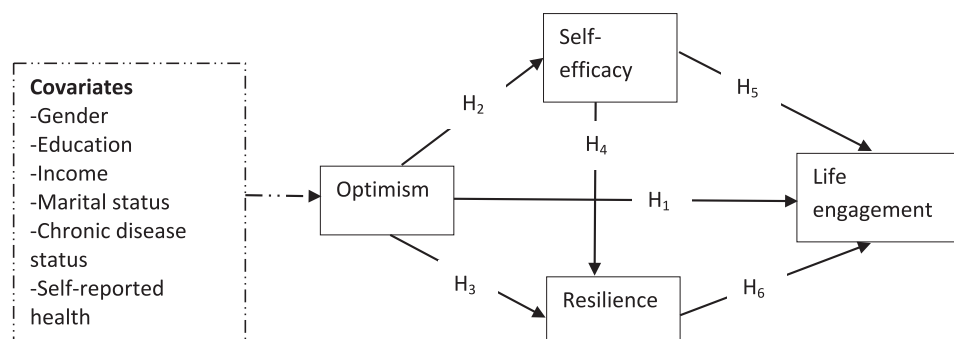 Covariates
-Gender
-Education
-Income
-Marital status
-Chronic disease
status
-Self-reported
health
Optimism
H₂
H₃
Self-
efficacy
H₄
H₁
Resilience
H₅
H₆
Life
engagement